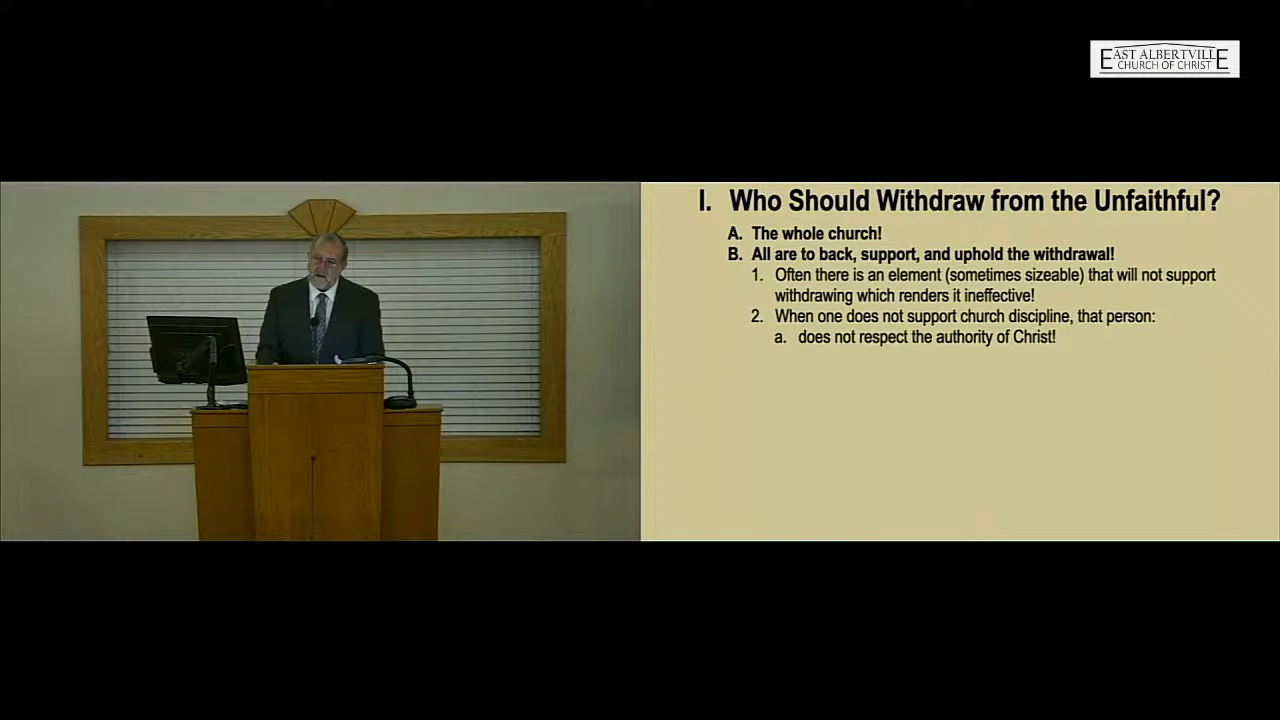 EAST ALBERTVILLE
CHURCH OF CHRIST
I. Who Should Withdraw from the Unfaithful?
A. The whole church!
B. All are to back, support, and uphold the withdrawal!
1. Often there is an element (sometimes sizeable) that will not support
withdrawing which renders it ineffective!
2. When one does not support church discipline, that person:
a. does not respect the authority of Christ!